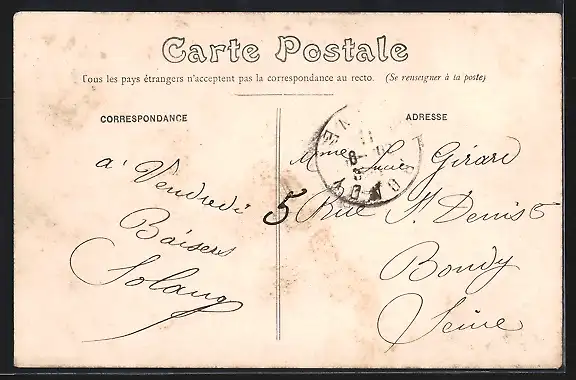 Carte Postale
Tous les pays étrangers n'acceptent pas la correspondance au recto. (Se renseigner à la poste)
CORRESPONDANCE
ADRESSE
à Vendredi
Baisers
Solange
Mme Lucie Girard
5 Rue St Denis 5
Bondy
Seine